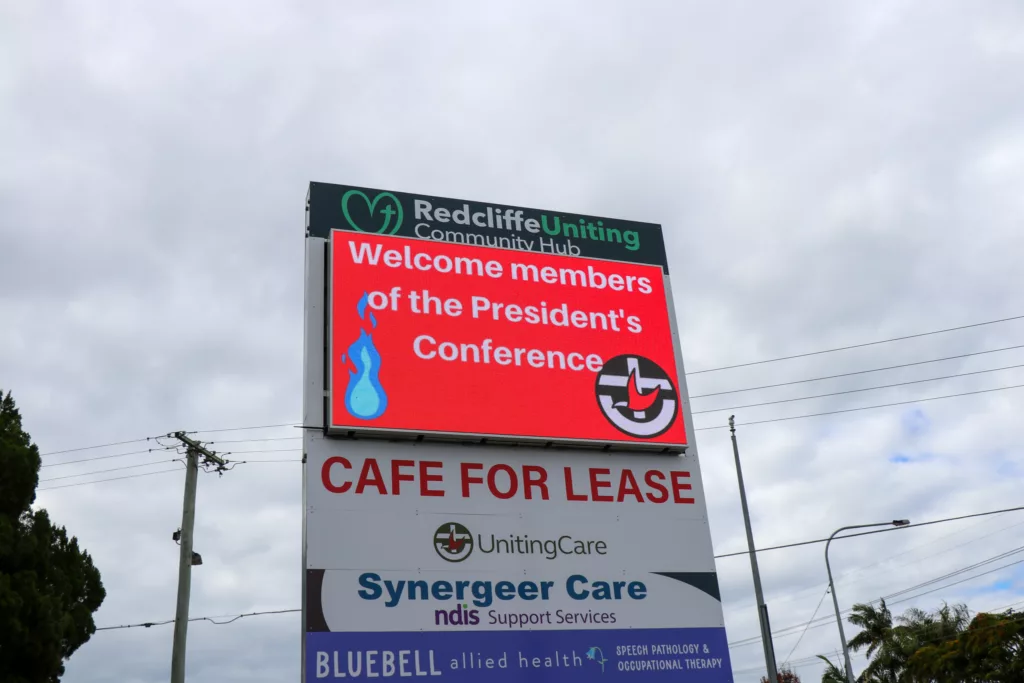 RedcliffeUniting
Community Hub
Welcome members
of the President's
Conference
CAFE FOR LEASE
UnitingCare
Synergeer Care
ndis Support Services
BLUEBELL allied health SPEECH PATHOLOGY &
OCCUPATIONAL THERAPY